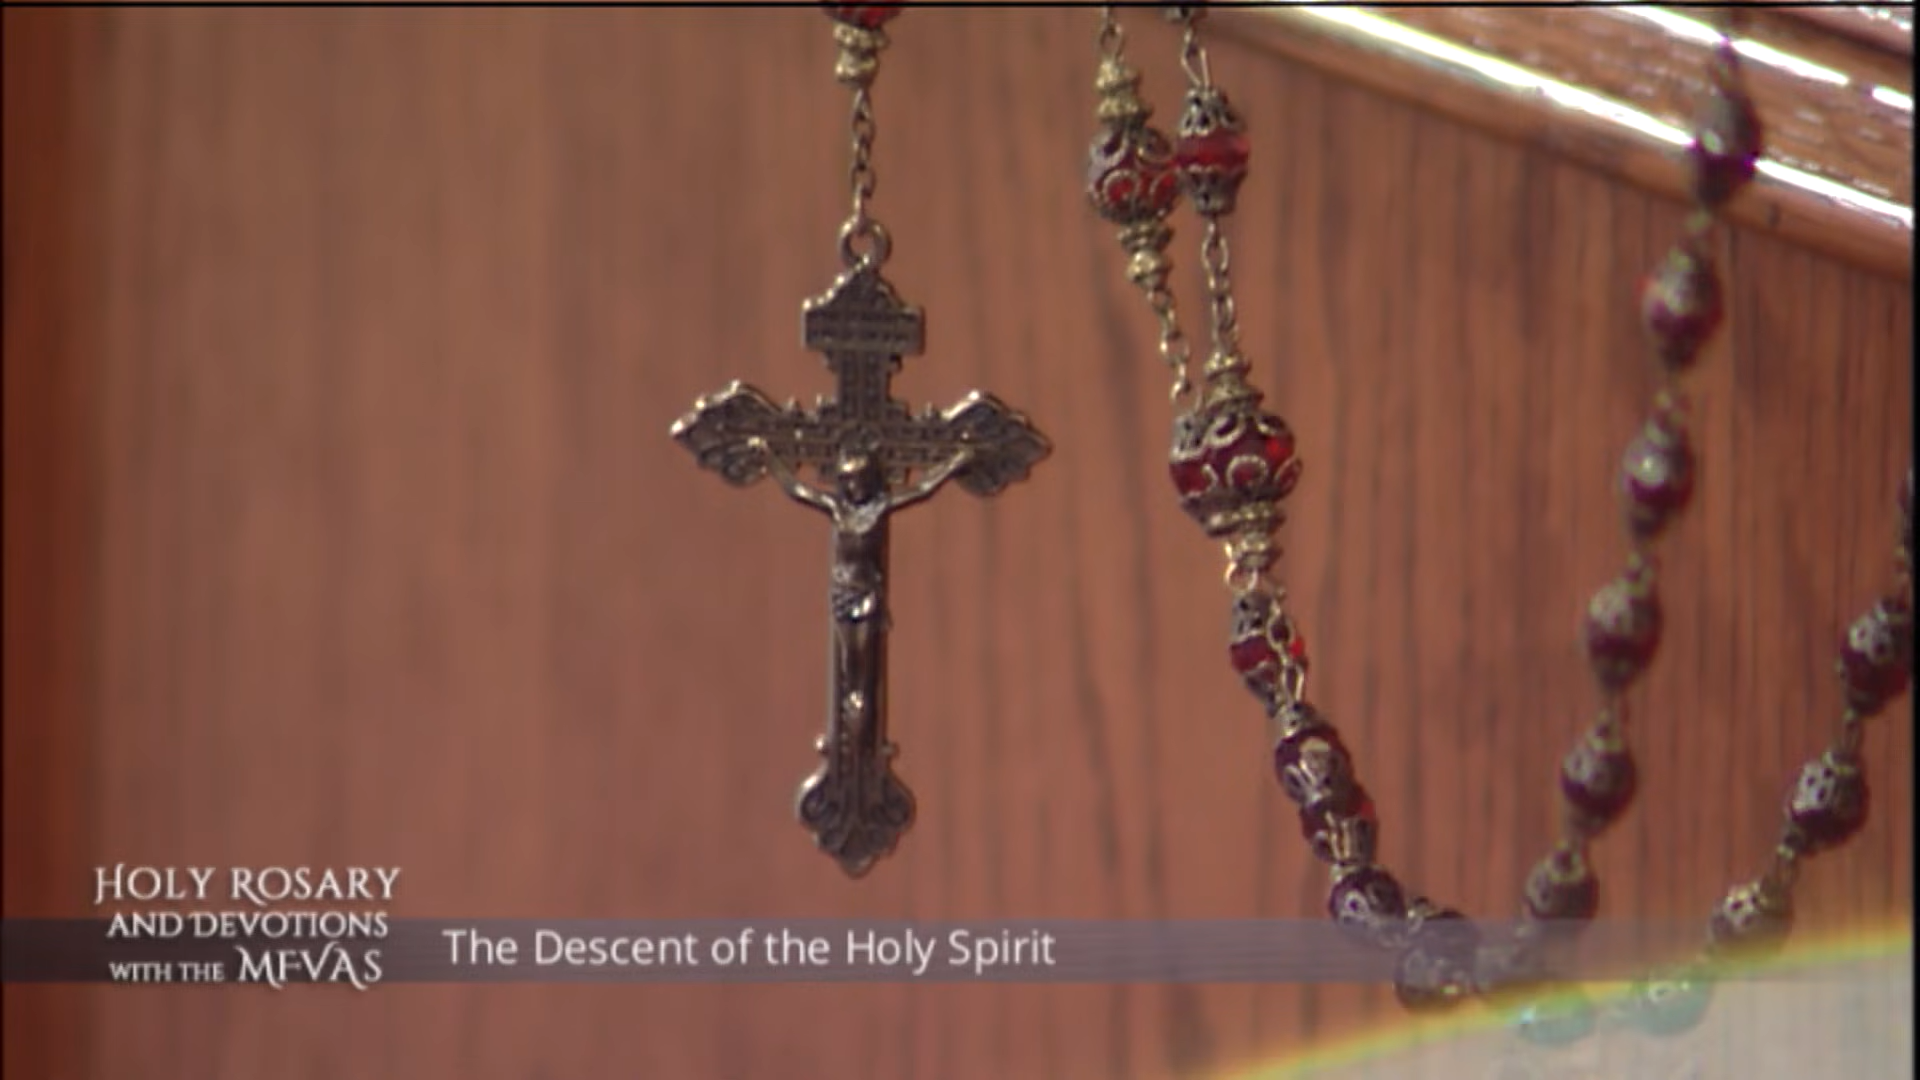 HOLY ROSARY
AND DEVOTIONS
WITH THE MFVAS
The Descent of the Holy Spirit